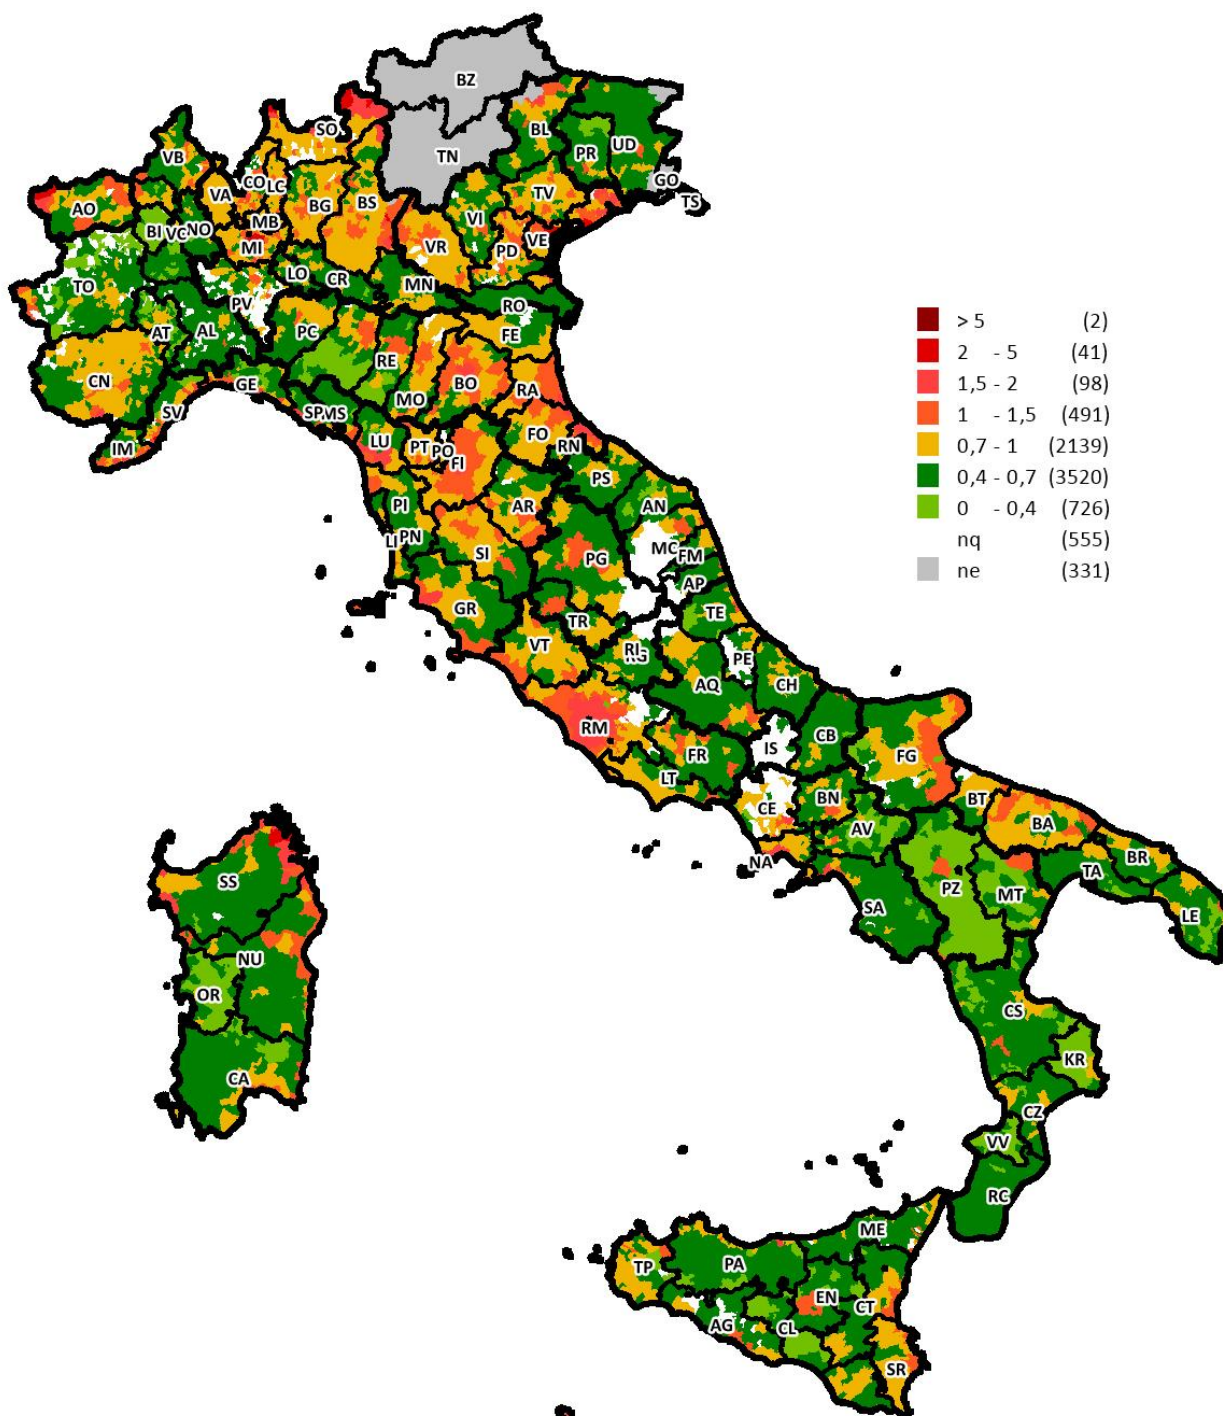 BZ
SO
BL
UD
PR
TN
VB
GO
TS
CO
LC
VA
AO
BG
BS
TV
MB
VI
BI
VC
NO
MI
VR
PD
VE
LO
CR
MN
TO
PV
RO
AT
AL
PC
FE
RE
CN
GE
BO
RA
MO
SV
SP
MS
FO
LU
PT
PO
RN
IM
FI
PS
PI
AR
AN
LI
PN
SI
MC
FM
PG
AP
GR
TE
TR
VT
RI
PE
AQ
CH
RM
CB
IS
FR
FG
LT
CE
BN
BT
AV
BA
NA
BR
TA
SS
PZ
MT
SA
LE
NU
OR
CS
KR
CA
CZ
VV
RC
ME
TP
PA
EN
CT
AG
CL
SR
> 5 (2)
2 - 5 (41)
1,5 - 2 (98)
1 - 1,5 (491)
0,7 - 1 (2139)
0,4 - 0,7 (3520)
0 - 0,4 (726)
nq (555)
ne (331)